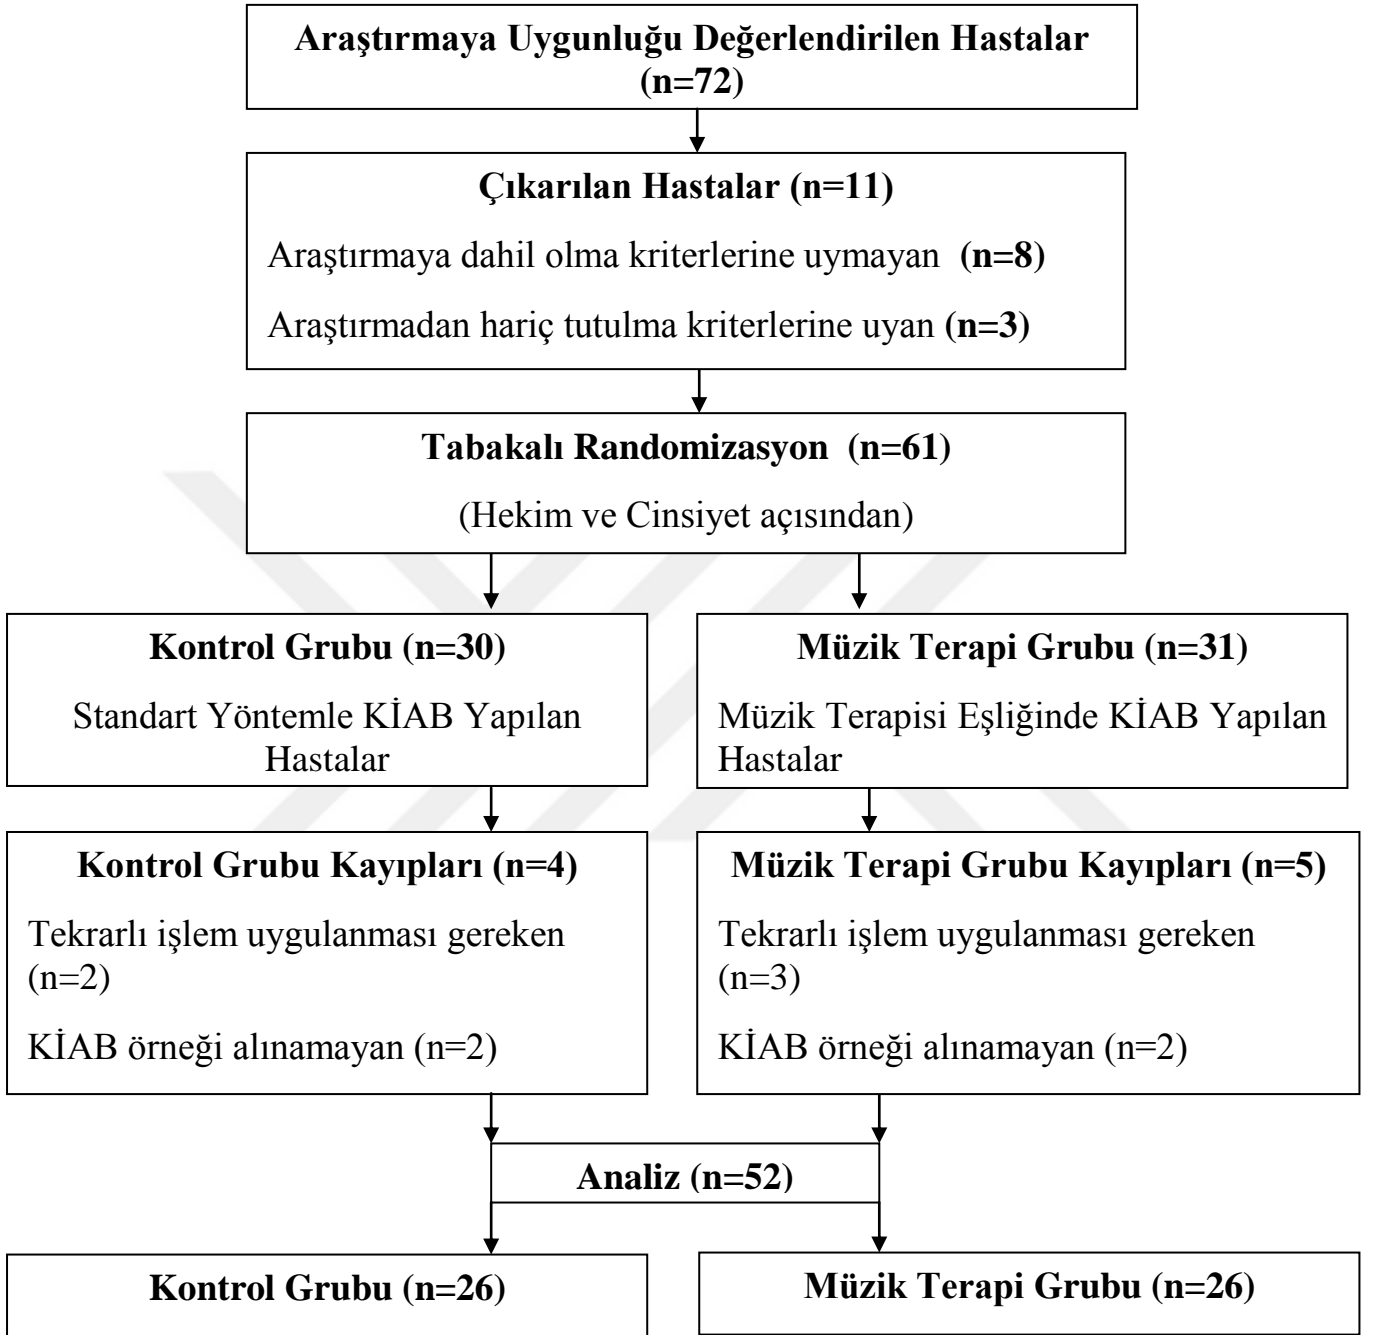 Araştırmaya Uygunluğu Değerlendirilen Hastalar
(n=72)
Çıkarılan Hastalar (n=11)
Araştırmaya dahil olma kriterlerine uymayan (n=8)
Araştırmadan hariç tutulma kriterlerine uyan (n=3)
Tabakalı Randomizasyon (n=61)
(Hekim ve Cinsiyet açısından)
Kontrol Grubu (n=30)
Standart Yöntemle KİAB Yapılan
Hastalar
Müzik Terapi Grubu (n=31)
Müzik Terapisi Eşliğinde KİAB Yapılan
Hastalar
Kontrol Grubu Kayıpları (n=4)
Tekrarlı işlem uygulanması gereken
(n=2)
KİAB örneği alınamayan (n=2)
Müzik Terapi Grubu Kayıpları (n=5)
Tekrarlı işlem uygulanması gereken
(n=3)
KİAB örneği alınamayan (n=2)
Analiz (n=52)
Kontrol Grubu (n=26)
Müzik Terapi Grubu (n=26)